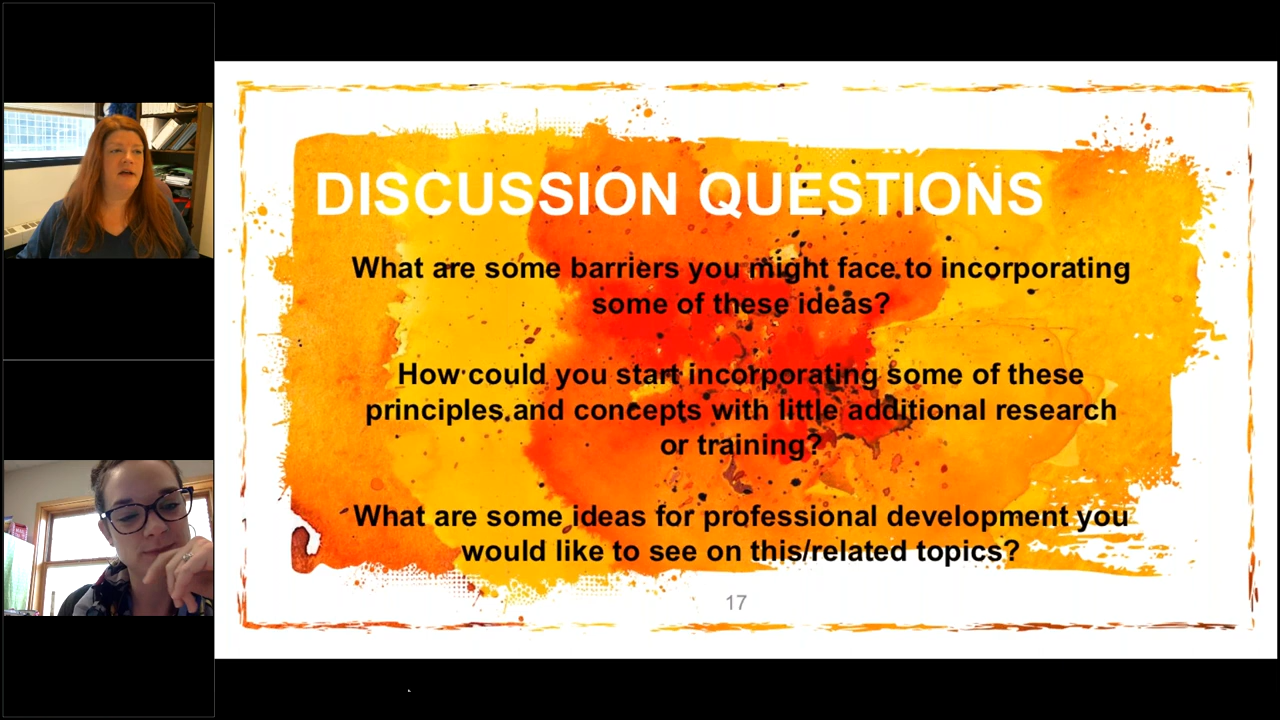 DISCUSSION QUESTIONS
What are some barriers you might face to incorporating
some of these ideas?
How could you start incorporating some of these
principles and concepts with little additional research
or training?
What are some ideas for professional development you
would like to see on this/related topics?
17